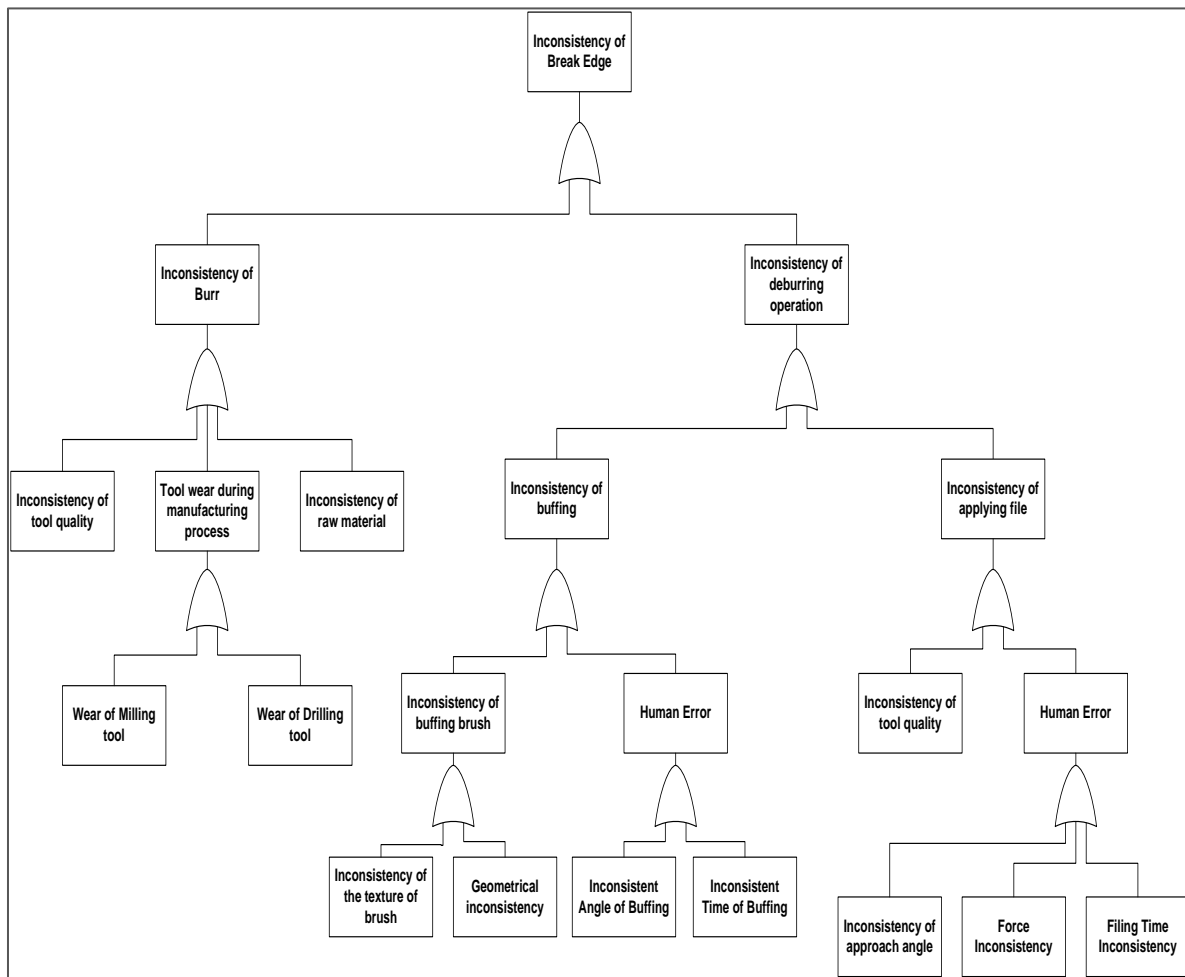 Inconsistency of
Break Edge
Inconsistency of
Burr
Inconsistency of
deburring
operation
Inconsistency of
tool quality
Tool wear during
manufacturing
process
Inconsistency of
raw material
Inconsistency of
buffing
Inconsistency of
applying file
Wear of Milling
tool
Wear of Drilling
tool
Inconsistency of
buffing brush
Human Error
Inconsistency of
tool quality
Human Error
Inconsistency of
the texture of
brush
Geometrical
inconsistency
Inconsistent
Angle of Buffing
Inconsistent
Time of Buffing
Inconsistency of
approach angle
Force
Inconsistency
Filing Time
Inconsistency